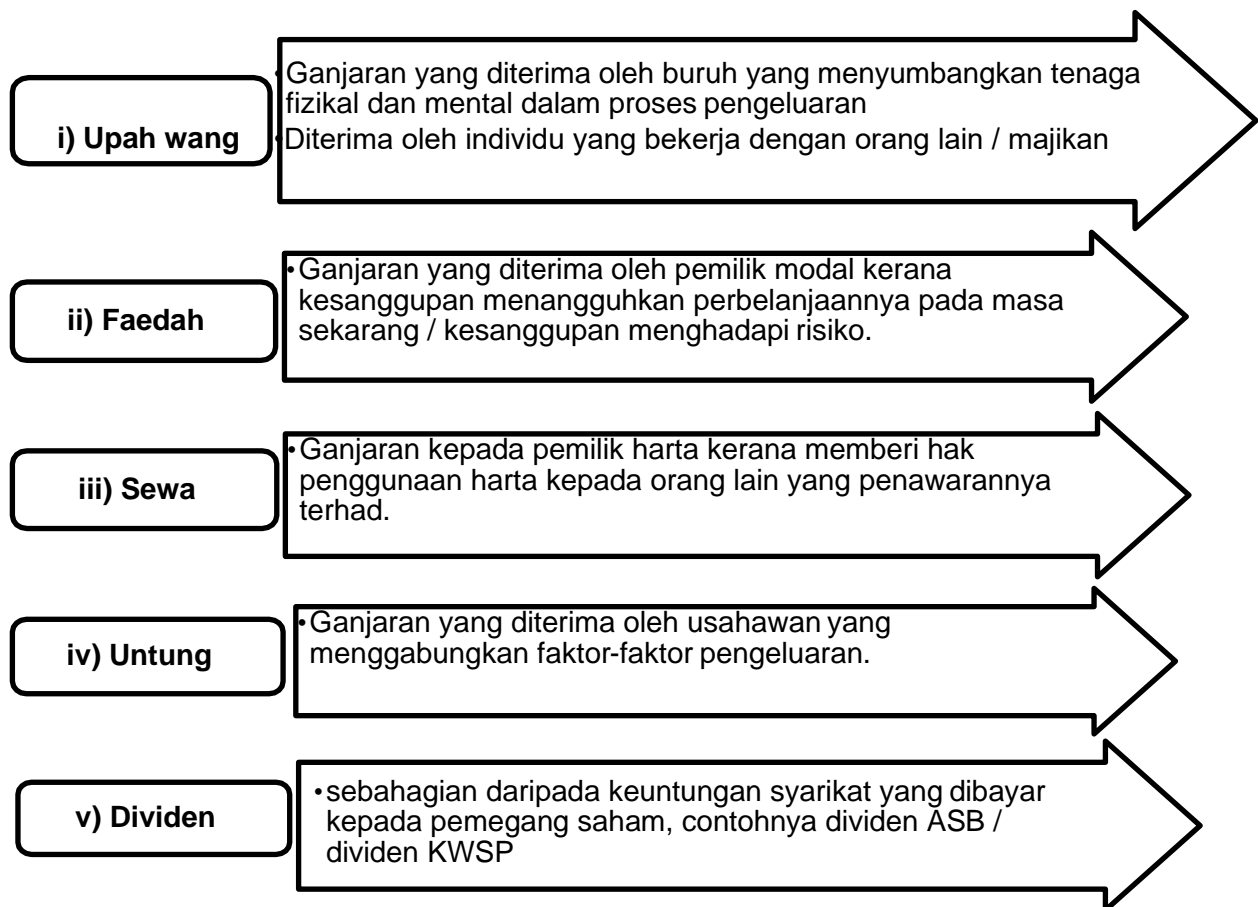 i) Upah wang
•Ganjaran yang diterima oleh buruh yang menyumbangkan tenaga
fizikal dan mental dalam proses pengeluaran
•Diterima oleh individu yang bekerja dengan orang lain / majikan
ii) Faedah
•Ganjaran yang diterima oleh pemilik modal kerana
kesanggupan menangguhkan perbelanjaannya pada masa
sekarang / kesanggupan menghadapi risiko.
iii) Sewa
•Ganjaran kepada pemilik harta kerana memberi hak
penggunaan harta kepada orang lain yang penawarannya
terhad.
iv) Untung
•Ganjaran yang diterima oleh usahawan yang
menggabungkan faktor-faktor pengeluaran.
v) Dividen
•sebahagian daripada keuntungan syarikat yang dibayar
kepada pemegang saham, contohnya dividen ASB /
dividen KWSP